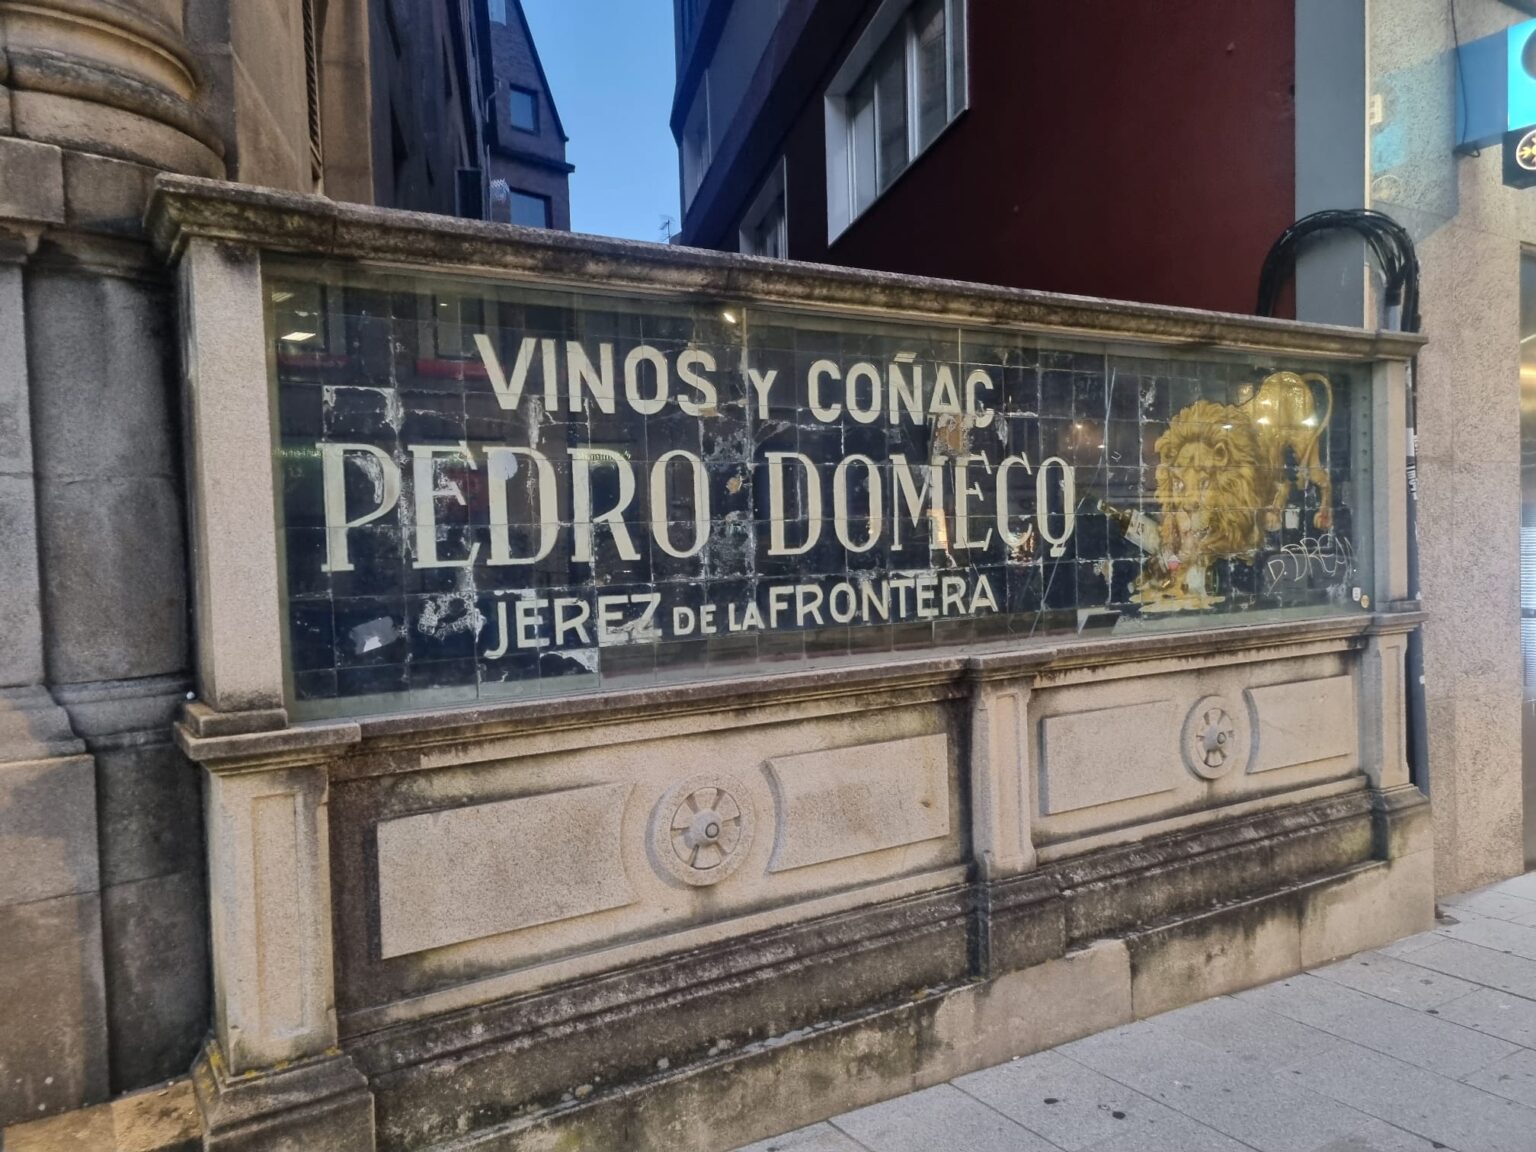 VINOS Y COÑAC
PEDRO DOMECQ
JEREZ DE LA FRONTERA